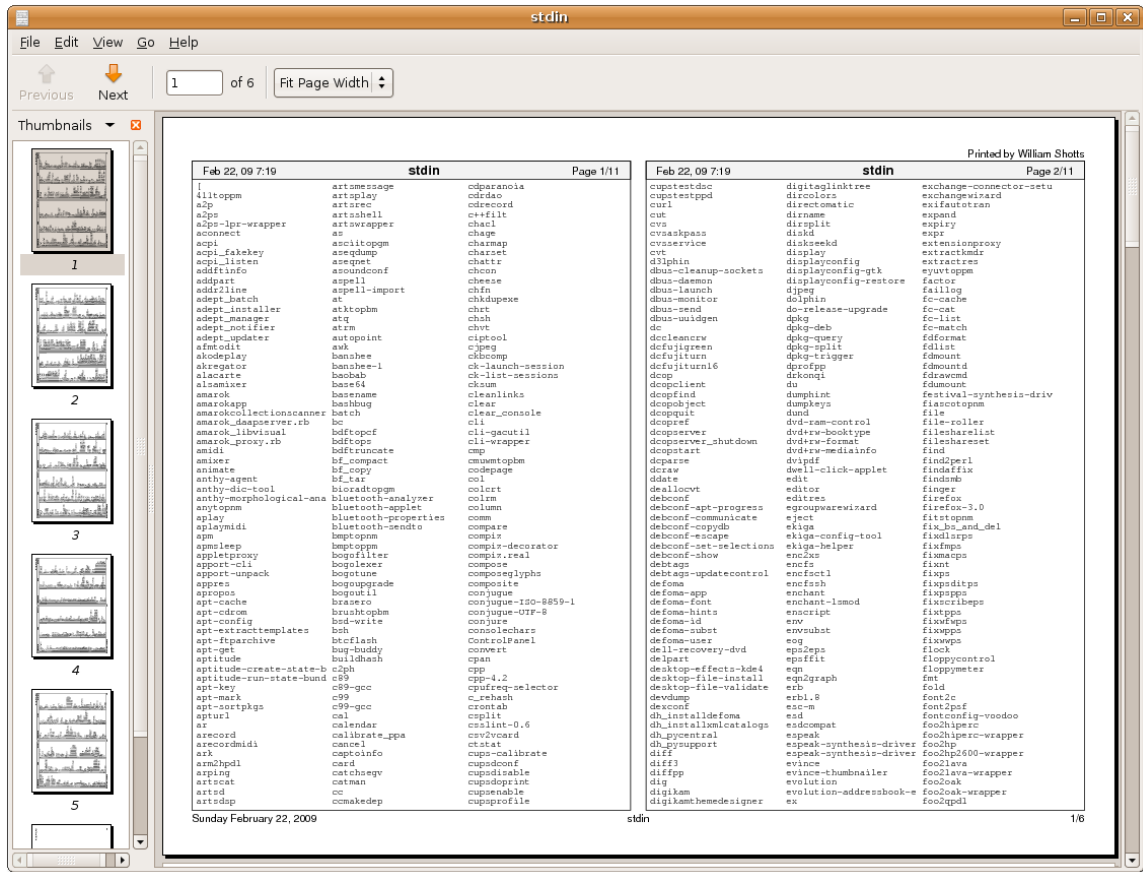 stdin
File Edit View Go Help
Previous
Next
1 of 6
Fit Page Width
Thumbnails
1
2
3
4
5
Printed by William Shotts
Feb 22, 09 7:19 stdin Page 1/11
[
411toppm
a2p
a2ps
a2ps-lpr-wrapper
aconnect
acpi
acpi_fakekey
acpi_listen
addftinfo
addpart
addr2line
adept_batch
adept_installer
adept_manager
adept_notifier
adept_updater
afmtodit
akodeplay
akregator
alacarte
alsamixer
amarok
amarokapp
amarokcollectionscanner
amarok_daapserver.rb
amarok_libvisual
amarok_proxy.rb
amidi
amixer
animate
anthy-agent
anthy-dic-tool
anthy-morphological-ana
anytopnm
aplay
aplaymidi
apm
apmsleep
appletproxy
apport-cli
apport-unpack
appres
apropos
apt-cache
apt-cdrom
apt-config
apt-extracttemplates
apt-ftparchive
apt-get
aptitude
aptitude-create-state-b
aptitude-run-state-bund
apt-key
apt-mark
apt-sortpkgs
apturl
ar
arecord
arecordmidi
ark
arm2hpdl
arping
artscat
artsd
artsdsp
artsmessage
artsplay
artsrec
artsshell
artswrapper
as
asciitopgm
aseqdump
aseqnet
asoundconf
aspell
aspell-import
at
atktopbm
atq
atrm
autopoint
awk
banshee
banshee-1
baobab
base64
basename
bashbug
batch
bc
bdftopcf
bdftops
bdftruncate
bf_compact
bf_copy
bf_tar
bioradtopgm
bluetooth-analyzer
bluetooth-applet
bluetooth-properties
bluetooth-sendto
bmptopnm
bmptoppm
bogofilter
bogolexer
bogotune
bogoupgrade
bogoutil
brasero
brushtopbm
bsd-write
bsh
btcflash
bug-buddy
buildhash
c2ph
c89
c89-gcc
c99
c99-gcc
cal
calendar
calibrate_ppa
cancel
captoinfo
card
catchsegv
catman
cc
ccmakedep
cdparanoia
cdrdao
cdrecord
c++filt
chacl
chage
charmap
charset
chattr
chcon
cheese
chfn
chkdupexe
chrt
chsh
chvt
ciptool
cjpeg
ckbcomp
ck-launch-session
ck-list-sessions
cksum
cleanlinks
clear
clear_console
cli
cli-gacutil
cli-wrapper
cmp
cmuwmtopbm
codepage
col
colcrt
colrm
column
comm
compare
compiz
compiz-decorator
compiz.real
compose
composeglyphs
composite
conjugue
conjugue-ISO-8859-1
conjugue-UTF-8
conjure
consolechars
ControlPanel
convert
cpan
cpp
cpp-4.2
cpufreq-selector
c_rehash
crontab
csplit
csslint-0.6
csv2vcard
ctstat
cups-calibrate
cupsdconf
cupsdisable
cupsdoprint
cupsenable
cupsprofile
Feb 22, 09 7:19 stdin Page 2/11
cupstestdsc
cupstestppd
curl
cut
cvs
cvsaskpass
cvsservice
cvt
d3lphin
dbus-cleanup-sockets
dbus-daemon
dbus-launch
dbus-monitor
dbus-send
dbus-uuidgen
dc
dccleancrw
dcfujigreen
dcfujiturn
dcfujiturn16
dcop
dcopclient
dcopfind
dcopobject
dcopquit
dcopref
dcopserver
dcopserver_shutdown
dcopstart
dcparse
dcraw
ddate
deallocvt
debconf
debconf-apt-progress
debconf-communicate
debconf-copydb
debconf-escape
debconf-set-selections
debconf-show
debtags
debtags-updatecontrol
defoma
defoma-app
defoma-font
defoma-hints
defoma-id
defoma-subst
defoma-user
dell-recovery-dvd
delpart
desktop-effects-kde4
desktop-file-install
desktop-file-validate
devdump
dexconf
dh_installdefoma
dh_installxmlcatalogs
dh_pycentral
dh_pysupport
diff
diff3
diffpp
dig
digikam
digikamthemedesigner
digitaglinktree
dircolors
directomatic
dirname
dirsplit
diskd
diskseekd
display
displayconfig
displayconfig-gtk
displayconfig-restore
djpeg
dolphin
do-release-upgrade
dpkg
dpkg-deb
dpkg-query
dpkg-split
dpkg-trigger
dprofpp
drkonqi
du
dumphint
dumpkeys
dund
dvd-ram-control
dvd+rw-booktype
dvd+rw-format
dvd+rw-mediainfo
dvipdf
dwell-click-applet
edit
editor
editres
egroupwarewizard
eject
ekiga
ekiga-config-tool
ekiga-helper
enc2xs
encfs
encfsctl
encfssh
enchant
enchant-lsmod
enscript
env
envsubst
eog
eps2eps
epsffit
eqn
eqn2graph
erb
erb1.8
esc-m
esd
esdcompat
espeak
espeak-synthesis-driver
evince
evince-thumbnailer
evolution
evolution-addressbook-e
ex
exchange-connector-setu
exchangewizard
exifautotran
expand
expiry
expr
extensionproxy
extractkmdr
extractres
eyuvtoppm
factor
faillog
fc-cache
fc-cat
fc-list
fc-match
fdformat
fdlist
fdmount
fdmountd
fdrawcmd
fdumount
festival-synthesis-driv
fiascotopnm
file
file-roller
filesharelist
fileshareset
find
find2perl
findaffix
findsmb
finger
firefox
firefox-3.0
fitstopnm
fix_bs_and_del
fixdlsrps
fixfmps
fixmacps
fixnt
fixps
fixpsditps
fixpspps
fixscribeps
fixtpps
fixwfwps
fixwpps
fixwwps
flock
floppycontrol
floppymeter
fmt
fold
font2c
font2psf
fontconfig-voodoo
foo2hiperc
foo2hiperc-wrapper
foo2hp
foo2hp2600-wrapper
foo2lava
foo2lava-wrapper
foo2oak
foo2oak-wrapper
foo2qpdl
Sunday February 22, 2009 stdin 1/6